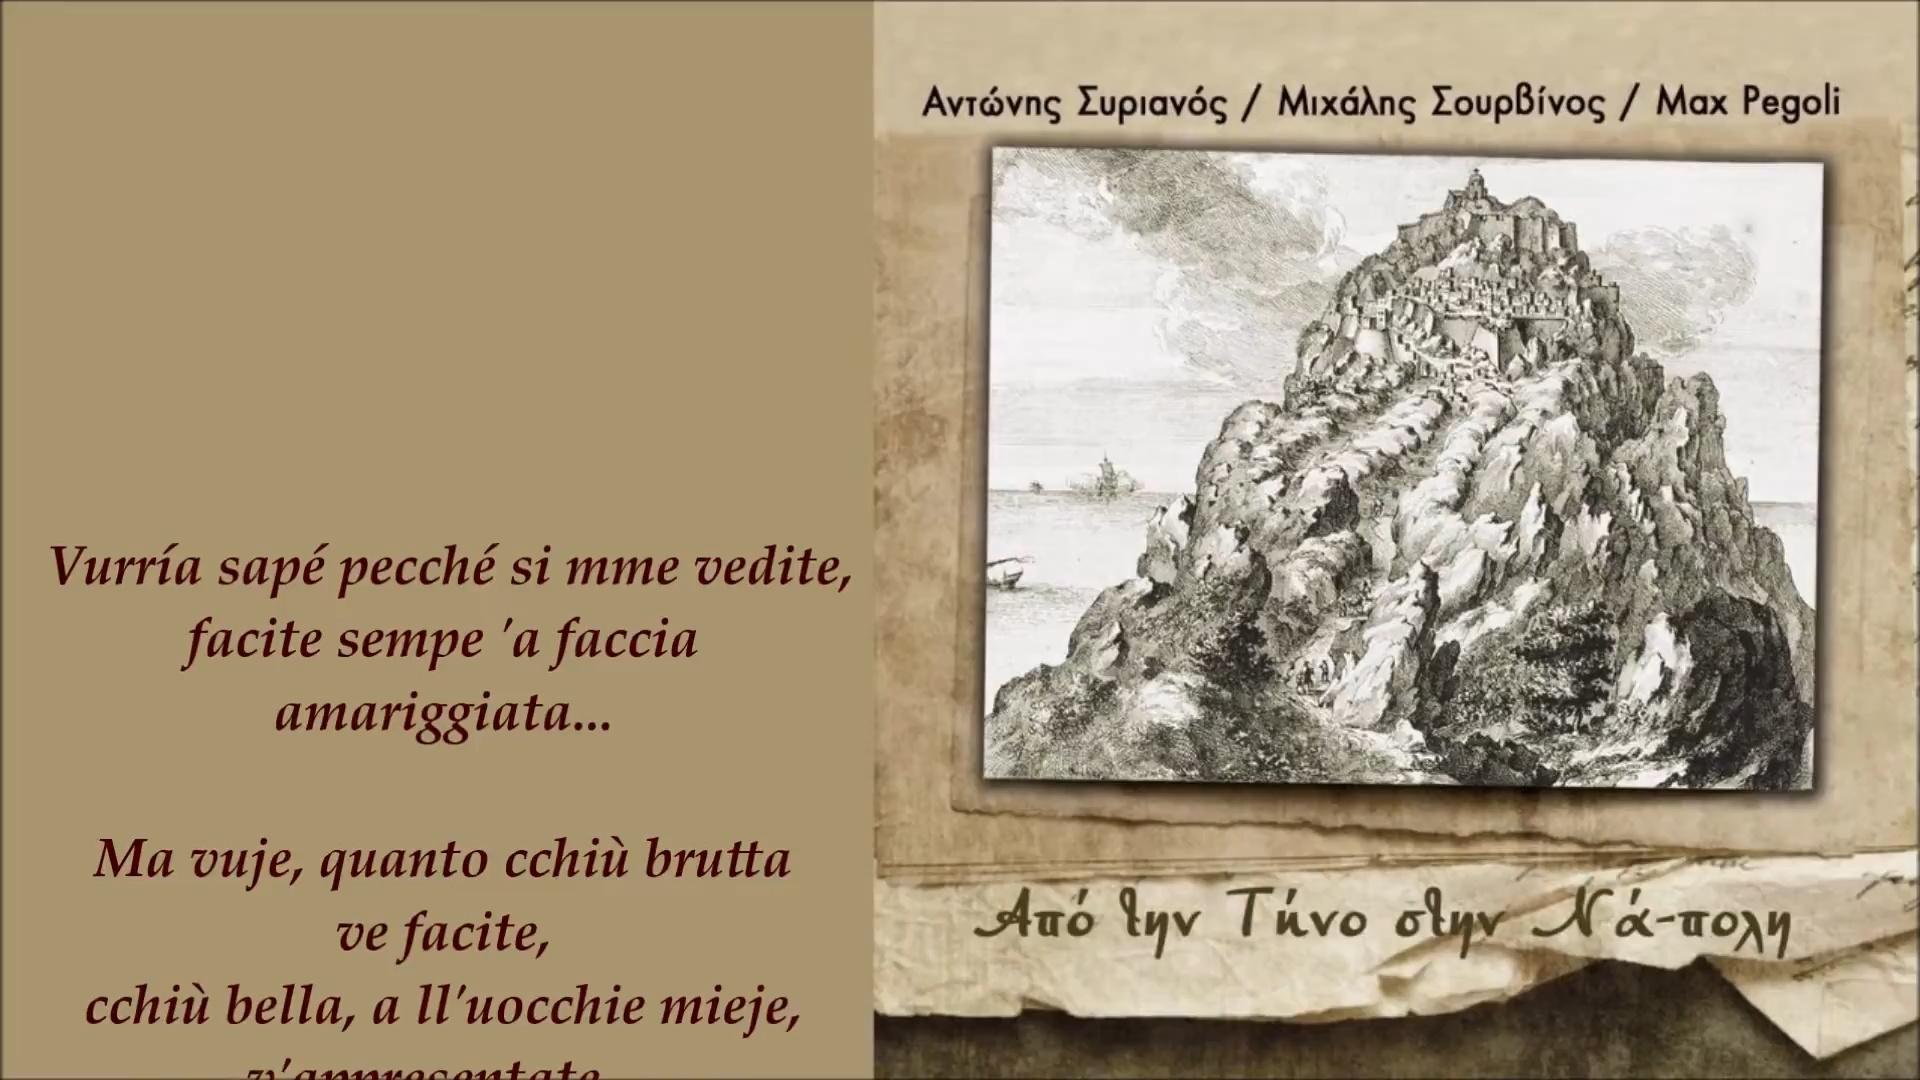 Vurría sapé pecché si mme vedite,
facite sempe 'a faccia
amariggiata...
Ma vuje, quanto cchiù brutta
ve facite,
cchiù bella, a ll'uocchie mieje,
v'appresentate
Αντώνης Συριανός / Μιχάλης Σουρβίνος / Max Pegoli
Από την Τήνο στην Νά-πολη